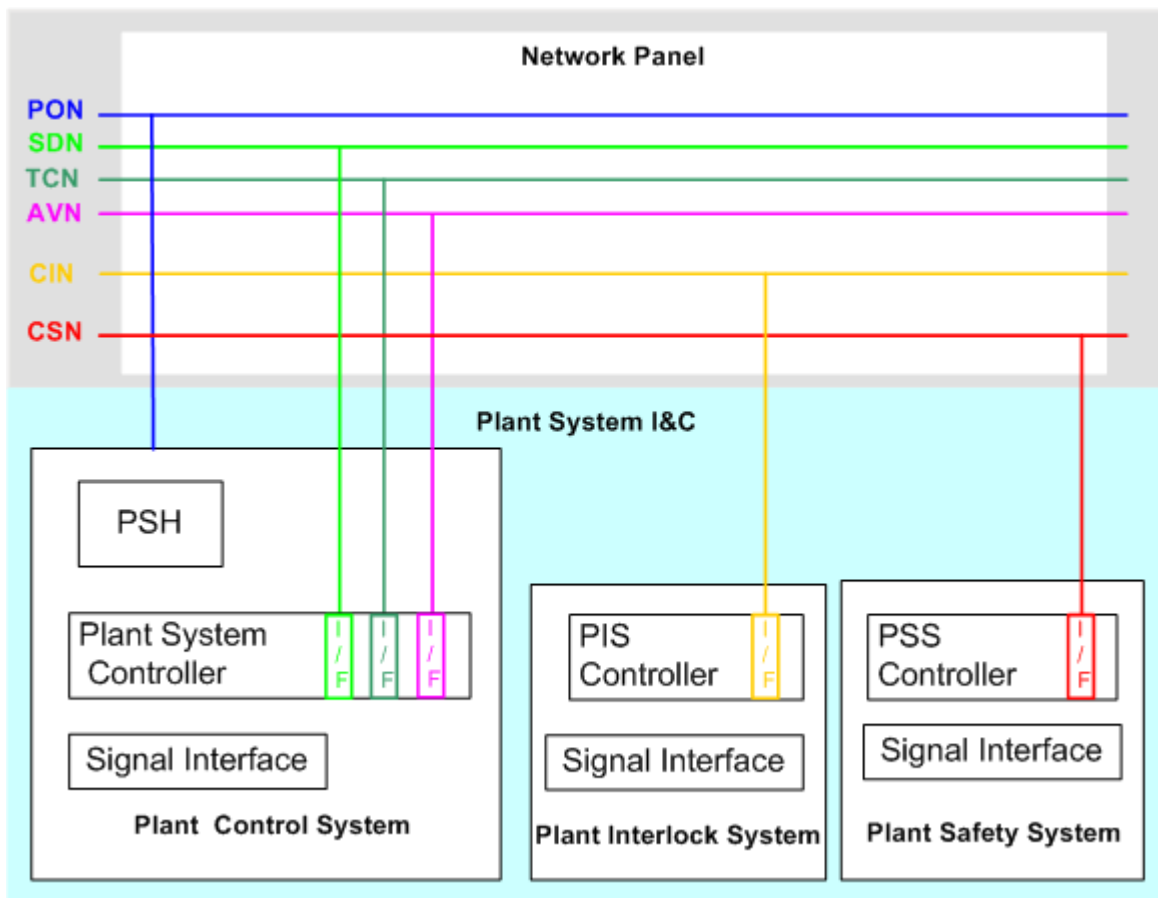 Network Panel
PON
SDN
TCN
AVN
CIN
CSN
Plant System I&C
PSH
Plant System
Controller
I/F
I/F
I/F
Signal Interface
Plant Control System
PIS
Controller
I/F
Signal Interface
Plant Interlock System
PSS
Controller
I/F
Signal Interface
Plant Safety System